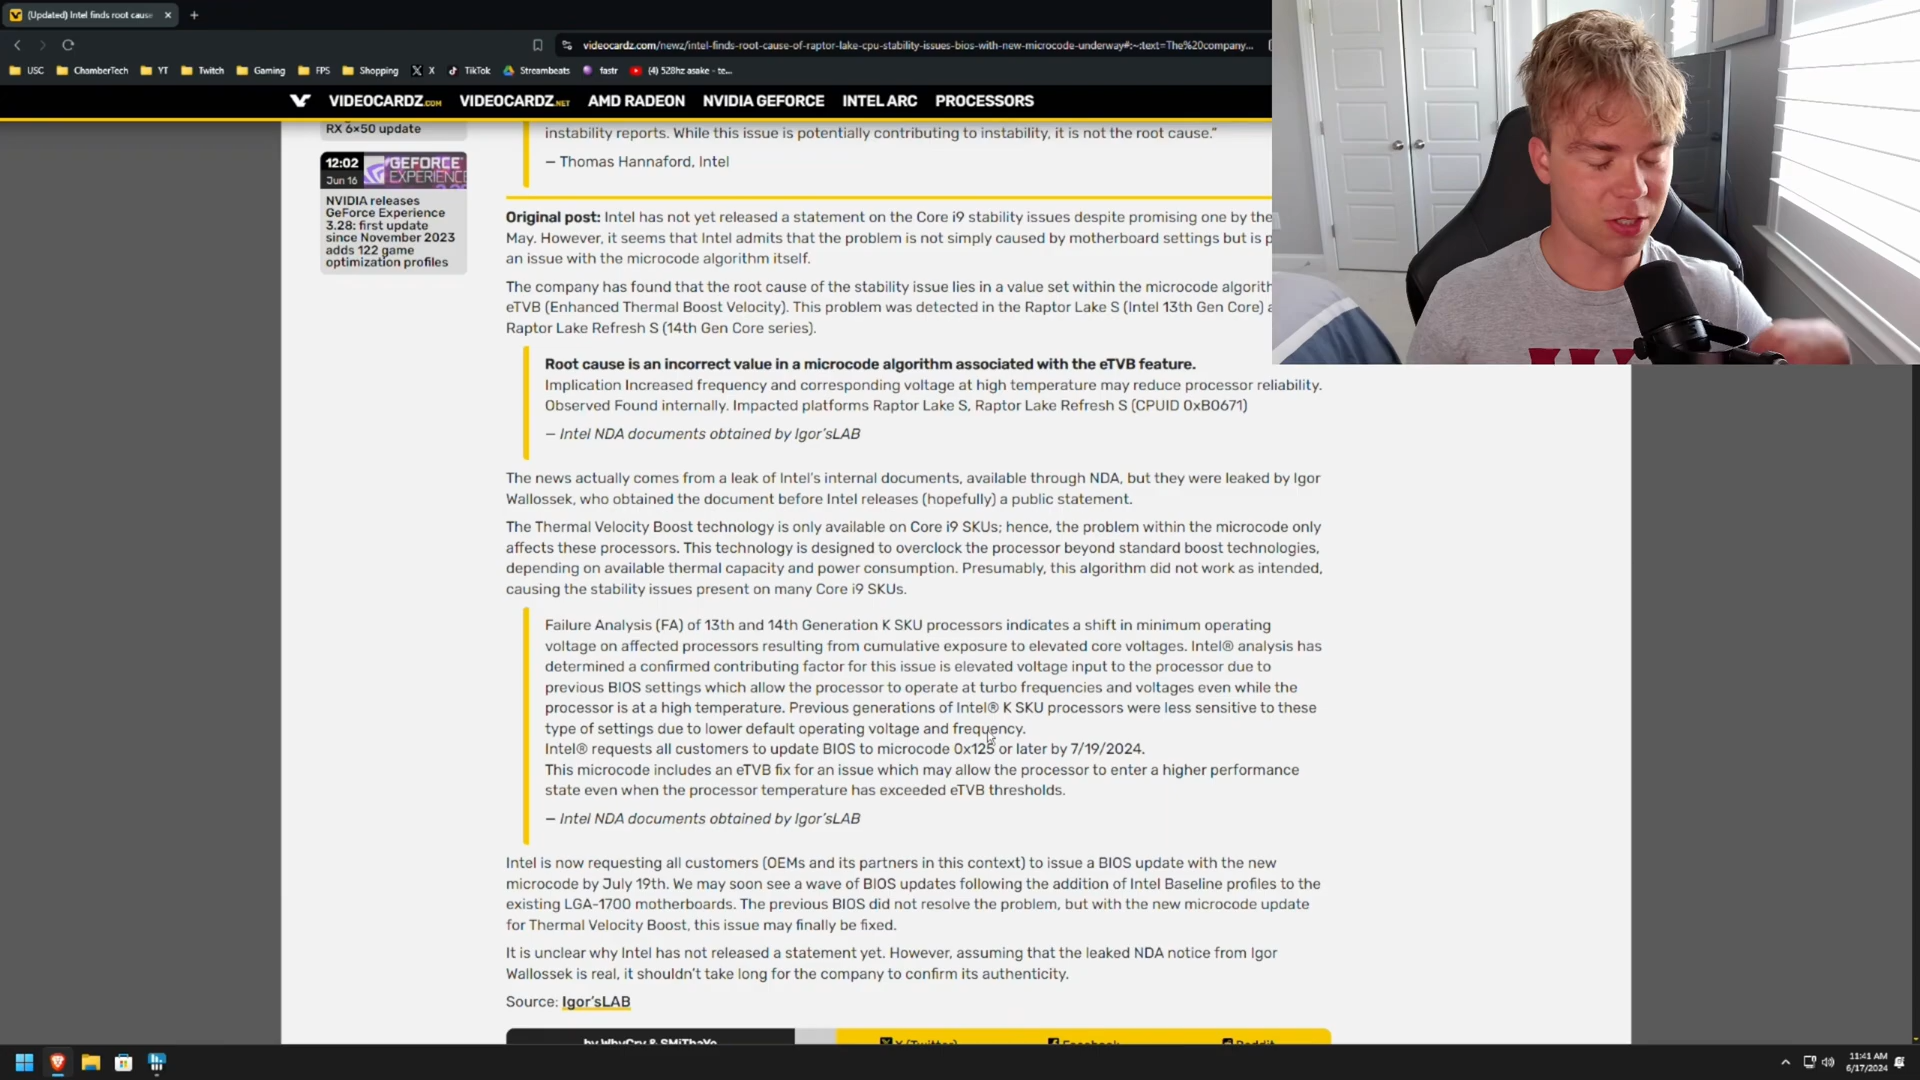 (Updated) Intel finds root cause
videocardz.com/newz/intel-finds-root-cause-of-raptor-lake-cpu-stability-issues-bios-with-new-microcode-underway#:~:text=The%20company...
USC ChamberTech YT Twitch Gaming FPS Shopping X TikTok Streambeats fastr (4) 528hz asake - te...
VIDEOCARDZ.COM VIDEOCARDZ.NET AMD RADEON NVIDIA GEFORCE INTEL ARC PROCESSORS
RX 6×50 update
12:02
Jun 16
GEFORCE
EXPERIENCE
3.28
NVIDIA releases
GeForce Experience
3.28: first update
since November 2023
adds 122 game
optimization profiles
instability reports. While this issue is potentially contributing to instability, it is not the root cause.“
— Thomas Hannaford, Intel
Original post: Intel has not yet released a statement on the Core i9 stability issues despite promising one by the
May. However, it seems that Intel admits that the problem is not simply caused by motherboard settings but is p
an issue with the microcode algorithm itself.
The company has found that the root cause of the stability issue lies in a value set within the microcode algorith
eTVB (Enhanced Thermal Boost Velocity). This problem was detected in the Raptor Lake S (Intel 13th Gen Core) a
Raptor Lake Refresh S (14th Gen Core series).
Root cause is an incorrect value in a microcode algorithm associated with the eTVB feature.
Implication Increased frequency and corresponding voltage at high temperature may reduce processor reliability.
Observed Found internally. Impacted platforms Raptor Lake S, Raptor Lake Refresh S (CPUID 0xB0671)
— Intel NDA documents obtained by Igor'sLAB
The news actually comes from a leak of Intel's internal documents, available through NDA, but they were leaked by Igor
Wallossek, who obtained the document before Intel releases (hopefully) a public statement.
The Thermal Velocity Boost technology is only available on Core i9 SKUs; hence, the problem within the microcode only
affects these processors. This technology is designed to overclock the processor beyond standard boost technologies,
depending on available thermal capacity and power consumption. Presumably, this algorithm did not work as intended,
causing the stability issues present on many Core i9 SKUs.
Failure Analysis (FA) of 13th and 14th Generation K SKU processors indicates a shift in minimum operating
voltage on affected processors resulting from cumulative exposure to elevated core voltages. Intel® analysis has
determined a confirmed contributing factor for this issue is elevated voltage input to the processor due to
previous BIOS settings which allow the processor to operate at turbo frequencies and voltages even while the
processor is at a high temperature. Previous generations of Intel® K SKU processors were less sensitive to these
type of settings due to lower default operating voltage and frequency.
Intel® requests all customers to update BIOS to microcode 0x125 or later by 7/19/2024.
This microcode includes an eTVB fix for an issue which may allow the processor to enter a higher performance
state even when the processor temperature has exceeded eTVB thresholds.
— Intel NDA documents obtained by Igor'sLAB
Intel is now requesting all customers (OEMs and its partners in this context) to issue a BIOS update with the new
microcode by July 19th. We may soon see a wave of BIOS updates following the addition of Intel Baseline profiles to the
existing LGA-1700 motherboards. The previous BIOS did not resolve the problem, but with the new microcode update
for Thermal Velocity Boost, this issue may finally be fixed.
It is unclear why Intel has not released a statement yet. However, assuming that the leaked NDA notice from Igor
Wallossek is real, it shouldn't take long for the company to confirm its authenticity.
Source: Igor'sLAB
by WhyCry & SMiThaYe X (Twitter) Facebook Reddit
11:41 AM
6/17/2024